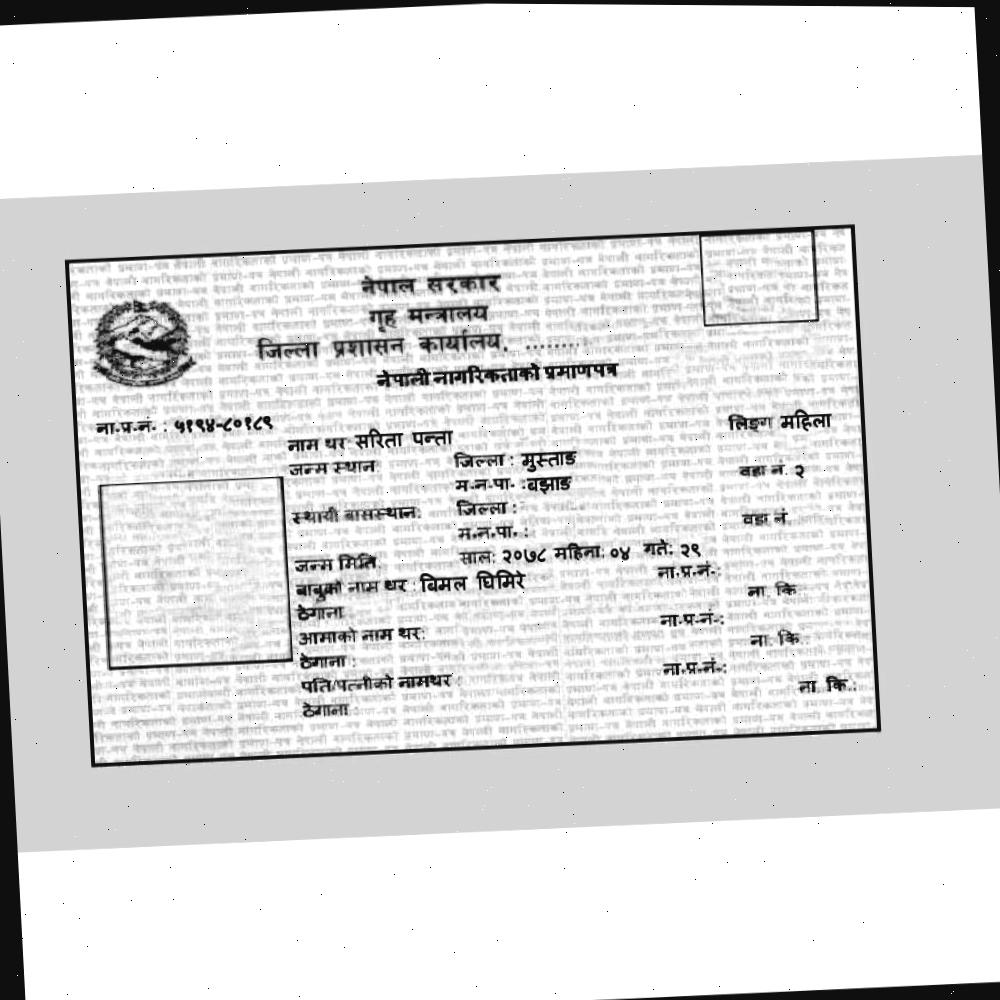 नेपाल सरकार
गृह मन्त्रालय
जिल्ला प्रशासन कार्यालय, ........
नेपाली नागरिकताको प्रमाणपत्र
ना.प्र.नं. : ५१९४-८०१८९
नाम थर: सरिता पन्ता लिङ्ग महिला
जन्म स्थान: जिल्ला : मुस्ताङ
म.न.पा. : बझाङ वडा नं. २
स्थायी बासस्थान: जिल्ला :
म.न.पा. : वडा नं.
जन्म मिति: साल: २०७८ महिना: ०४ गते: २९
बाबुको नाम थर : बिमल घिमिरे ना.प्र.नं.:
ठेगाना: ना. कि.:
आमाको नाम थर: ना.प्र.नं.:
ठेगाना : ना. कि.:
पति/पत्नीको नामथर : ना.प्र.नं.:
ठेगाना: ना. कि.: